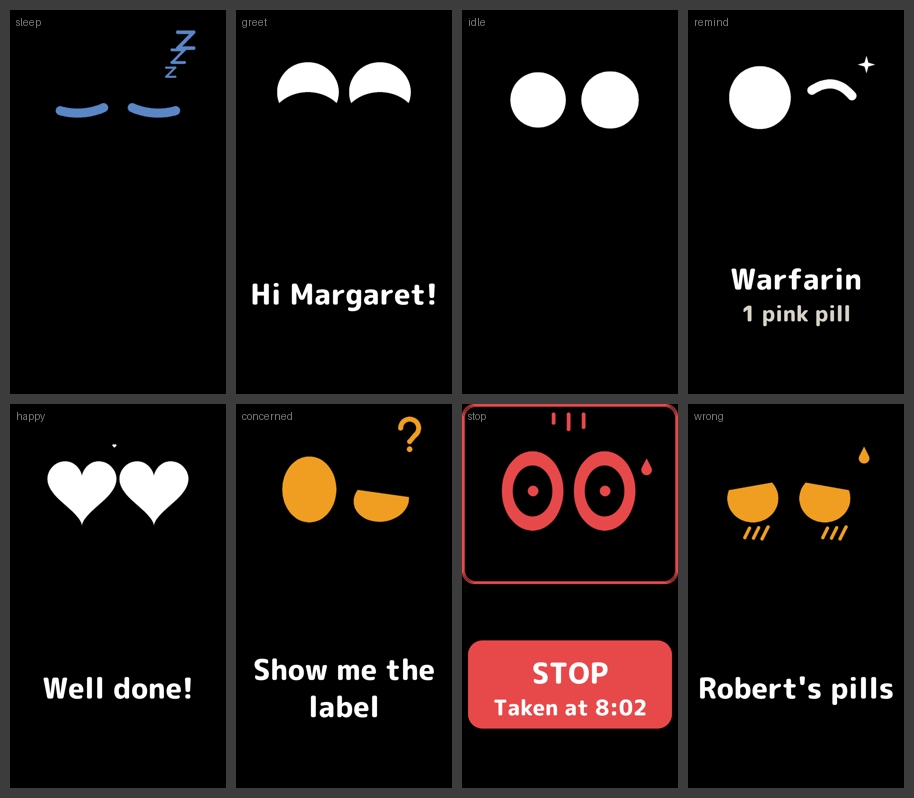 sleep
Z
Z
Z
greet
Hi Margaret!
idle
remind
Warfarin
1 pink pill
happy
Well done!
concerned
?
Show me the
label
stop
STOP
Taken at 8:02
wrong
Robert's pills